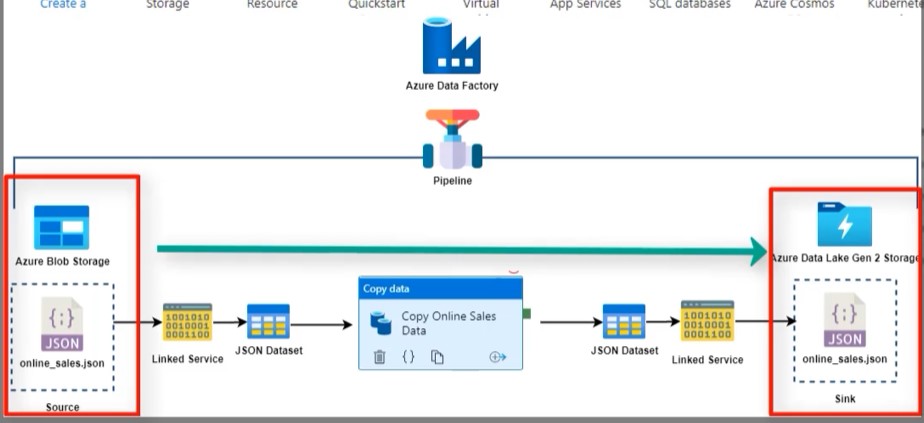 Create a Storage Resource Quickstart Virtual App Services SQL databases Azure Cosmos Kubernete
Azure Data Factory
Pipeline
Azure Blob Storage
Azure Data Lake Gen 2 Storage
Copy data
Copy Online Sales
Data
{;}
JSON
online_sales.json
Source
1001010
0010001
0001100
Linked Service
JSON Dataset
{ }
JSON Dataset
1001010
0010001
0001100
Linked Service
{;}
JSON
online_sales.json
Sink